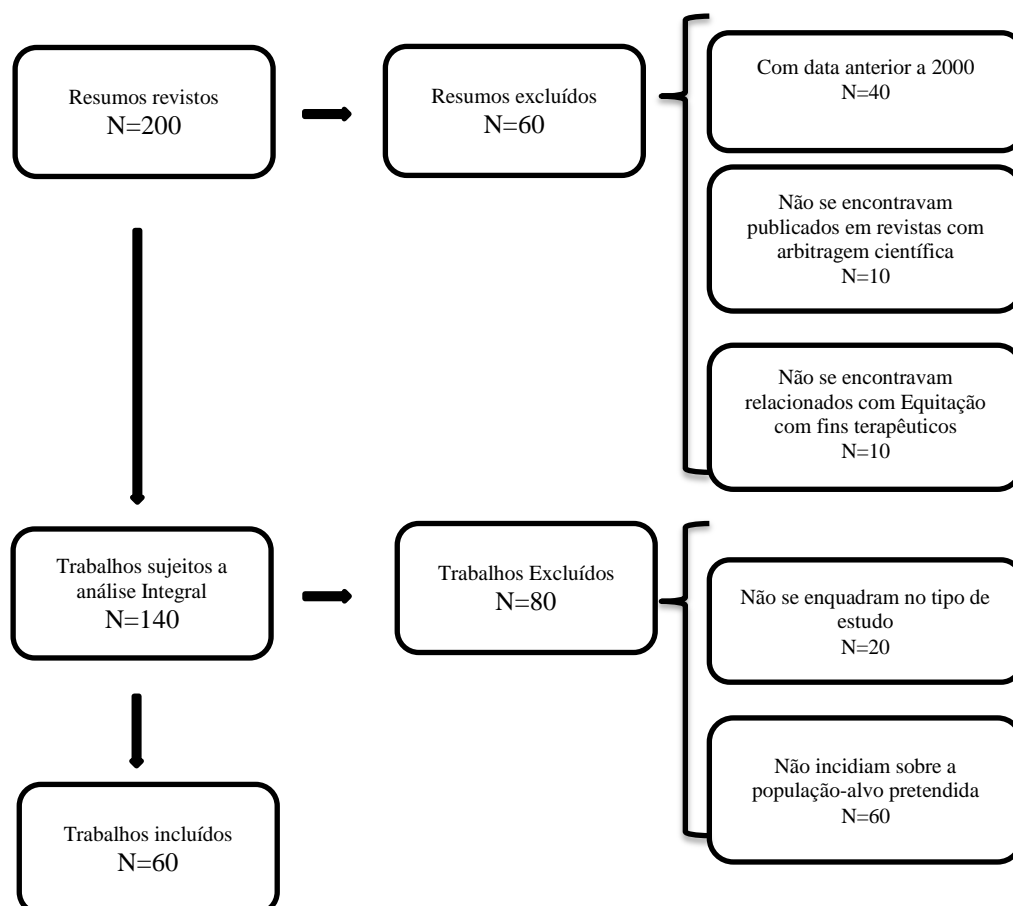 Resumos revistos
N=200
Resumos excluídos
N=60
Com data anterior a 2000
N=40
Não se encontravam
publicados em revistas com
arbitragem científica
N=10
Não se encontravam
relacionados com Equitação
com fins terapêuticos
N=10
Trabalhos sujeitos a
análise Integral
N=140
Trabalhos Excluídos
N=80
Não se enquadram no tipo de
estudo
N=20
Não incidiam sobre a
população-alvo pretendida
N=60
Trabalhos incluídos
N=60